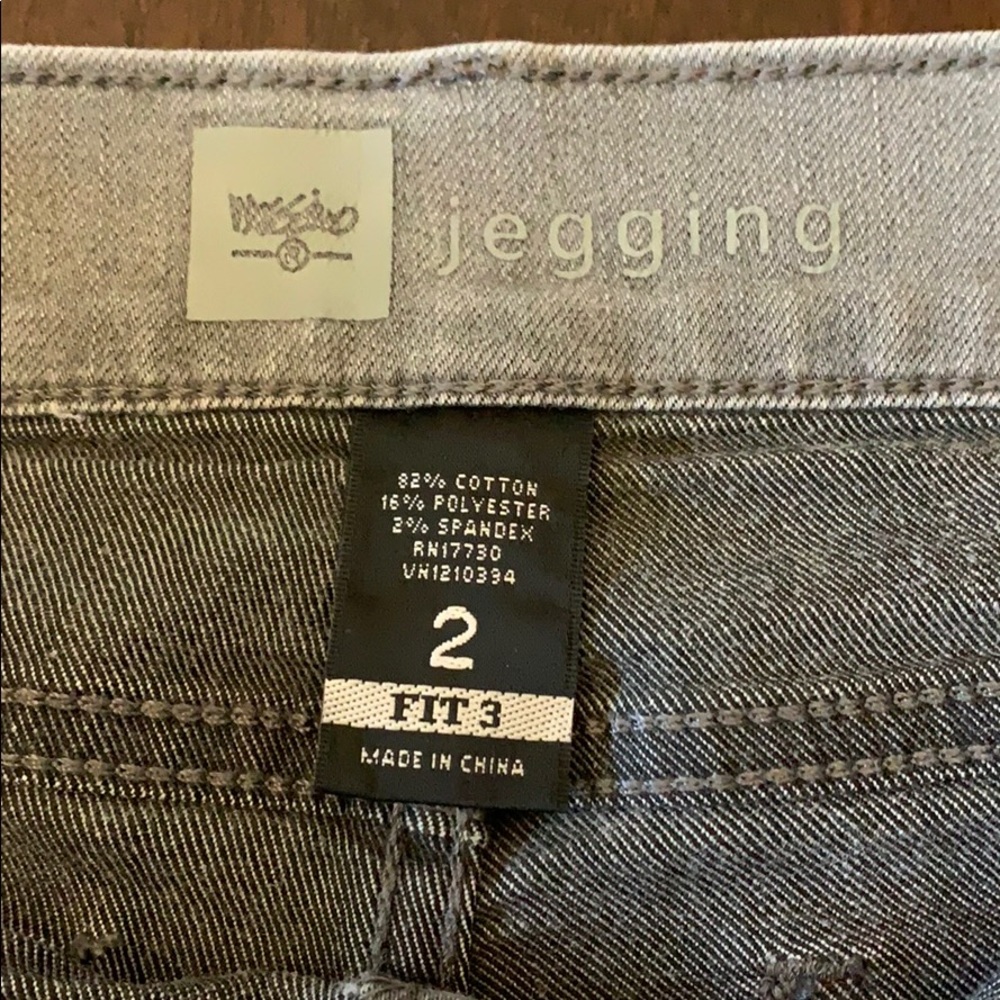 mossimo
R
jegging
82% COTTON
16% POLYESTER
2% SPANDEX
RN17730
VN1210394
2
FIT 3
MADE IN CHINA